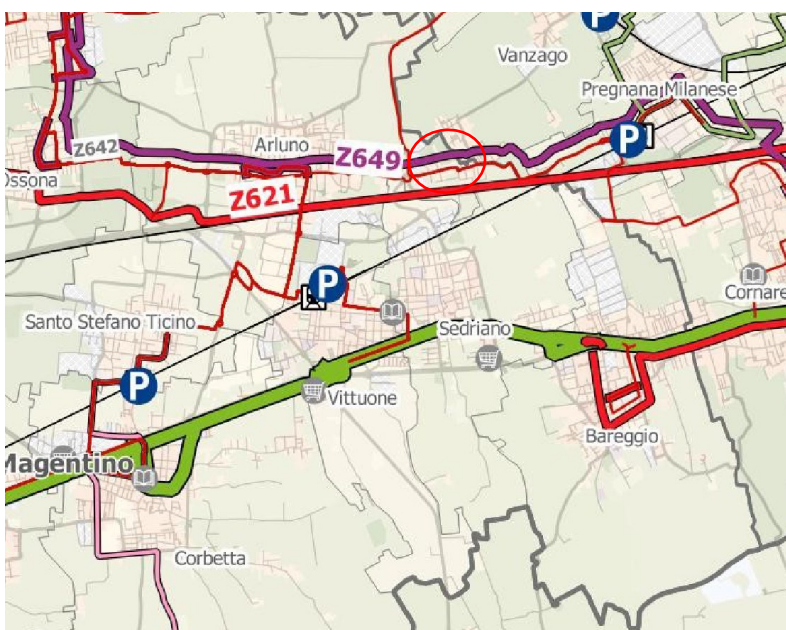 P
Vanzago
Pregnana Milanese
P
Z642
Arluno
Z649
Ossona
Z621
P
Cornare
Santo Stefano Ticino
Sedriano
P
Vittuone
Bareggio
Magentino
Corbetta